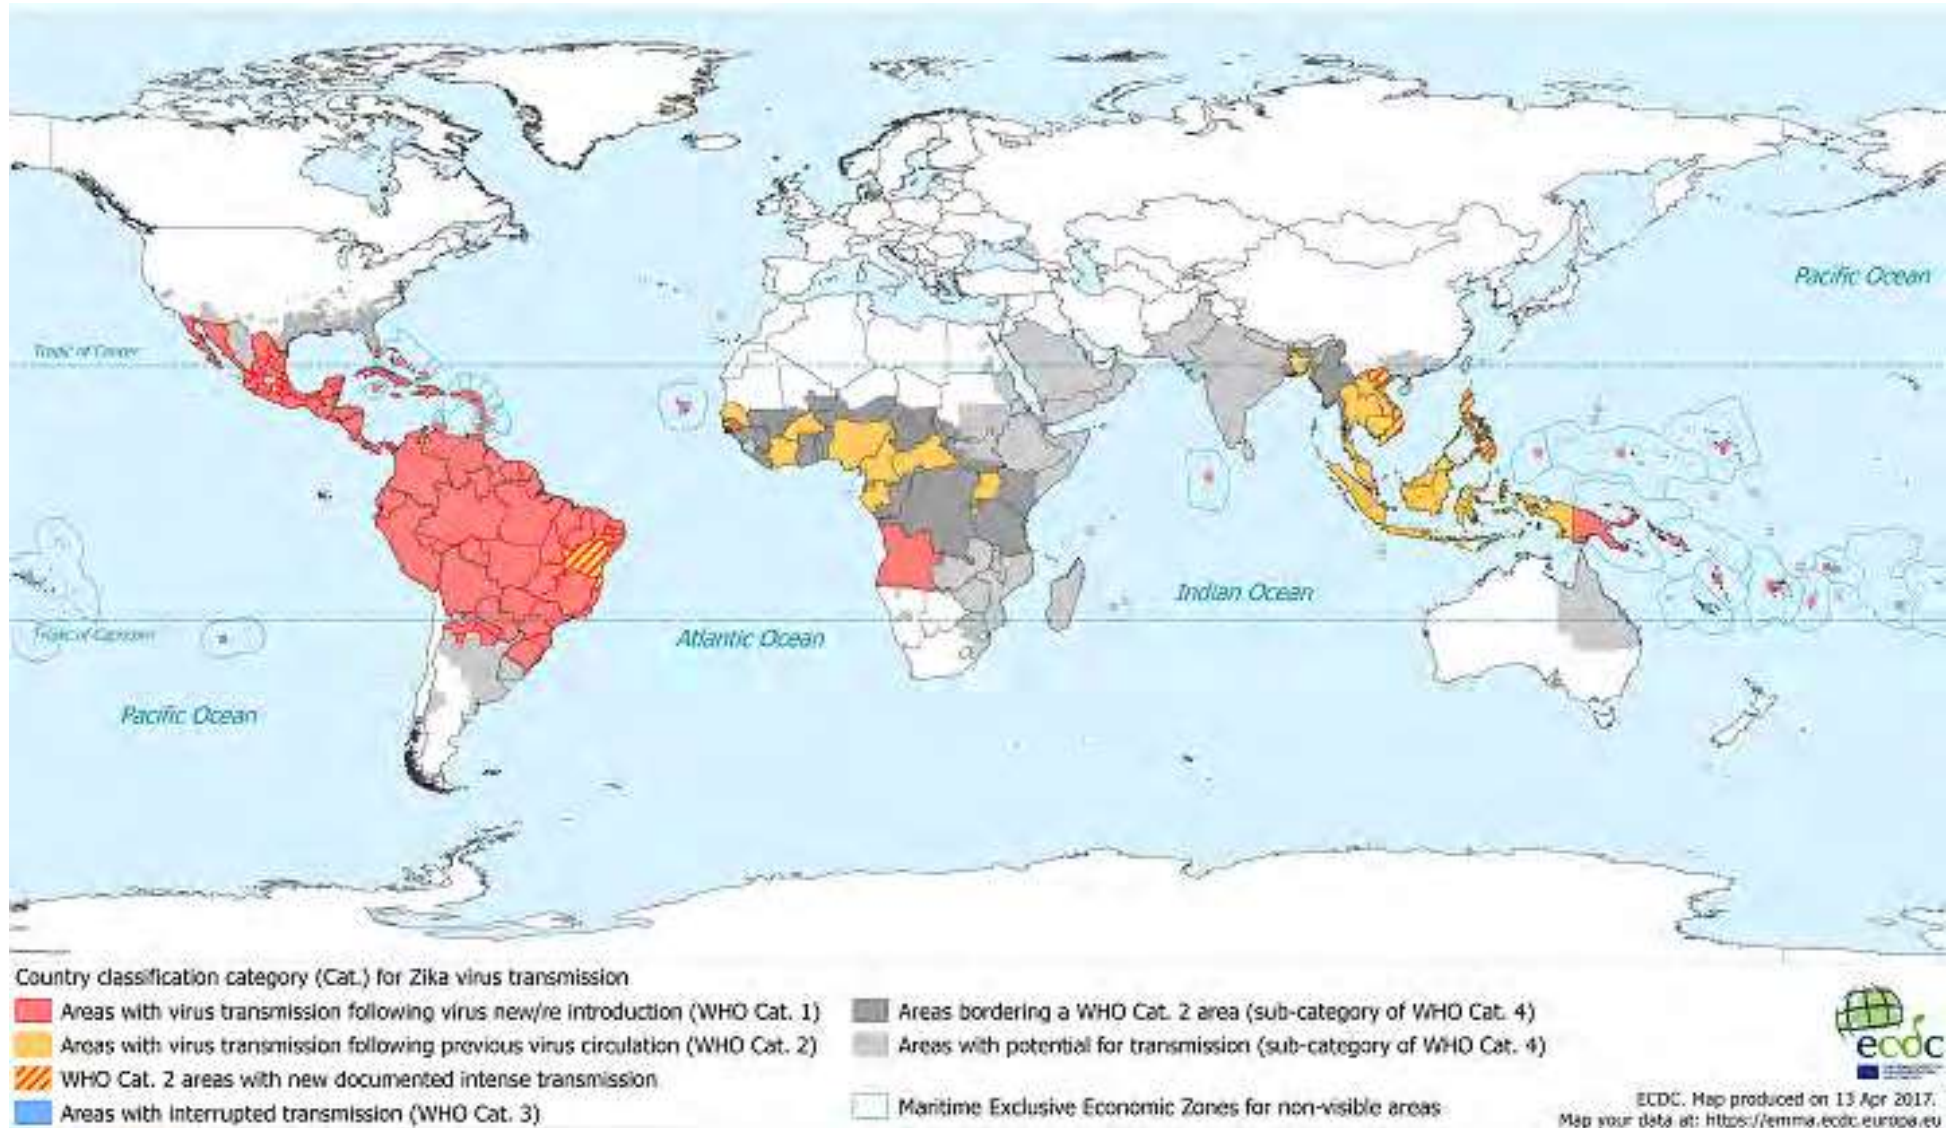 Pacific Ocean
Tropic of Cancer
Indian Ocean
Tropic of Capricorn
Atlantic Ocean
Pacific Ocean
Country classification category (Cat.) for Zika virus transmission
Areas with virus transmission following virus new/re introduction (WHO Cat. 1)
Areas with virus transmission following previous virus circulation (WHO Cat. 2)
WHO Cat. 2 areas with new documented intense transmission
Areas with interrupted transmission (WHO Cat. 3)
Areas bordering a WHO Cat. 2 area (sub-category of WHO Cat. 4)
Areas with potential for transmission (sub-category of WHO Cat. 4)
Maritime Exclusive Economic Zones for non-visible areas
ecdc
ECDC. Map produced on 13 Apr 2017.
Map your data at: https://emma.ecdc.europa.eu